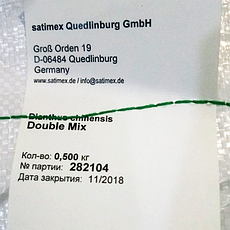 satimex Quedlinburg GmbH
Groß Orden 19
D-06484 Quedlinburg
Germany
www.satimex.de / info@satimex.de
Dianthus chinensis
Double Mix
Кол-во: 0,500 кг
№ партии: 282104
Дата закрытия: 11/2018